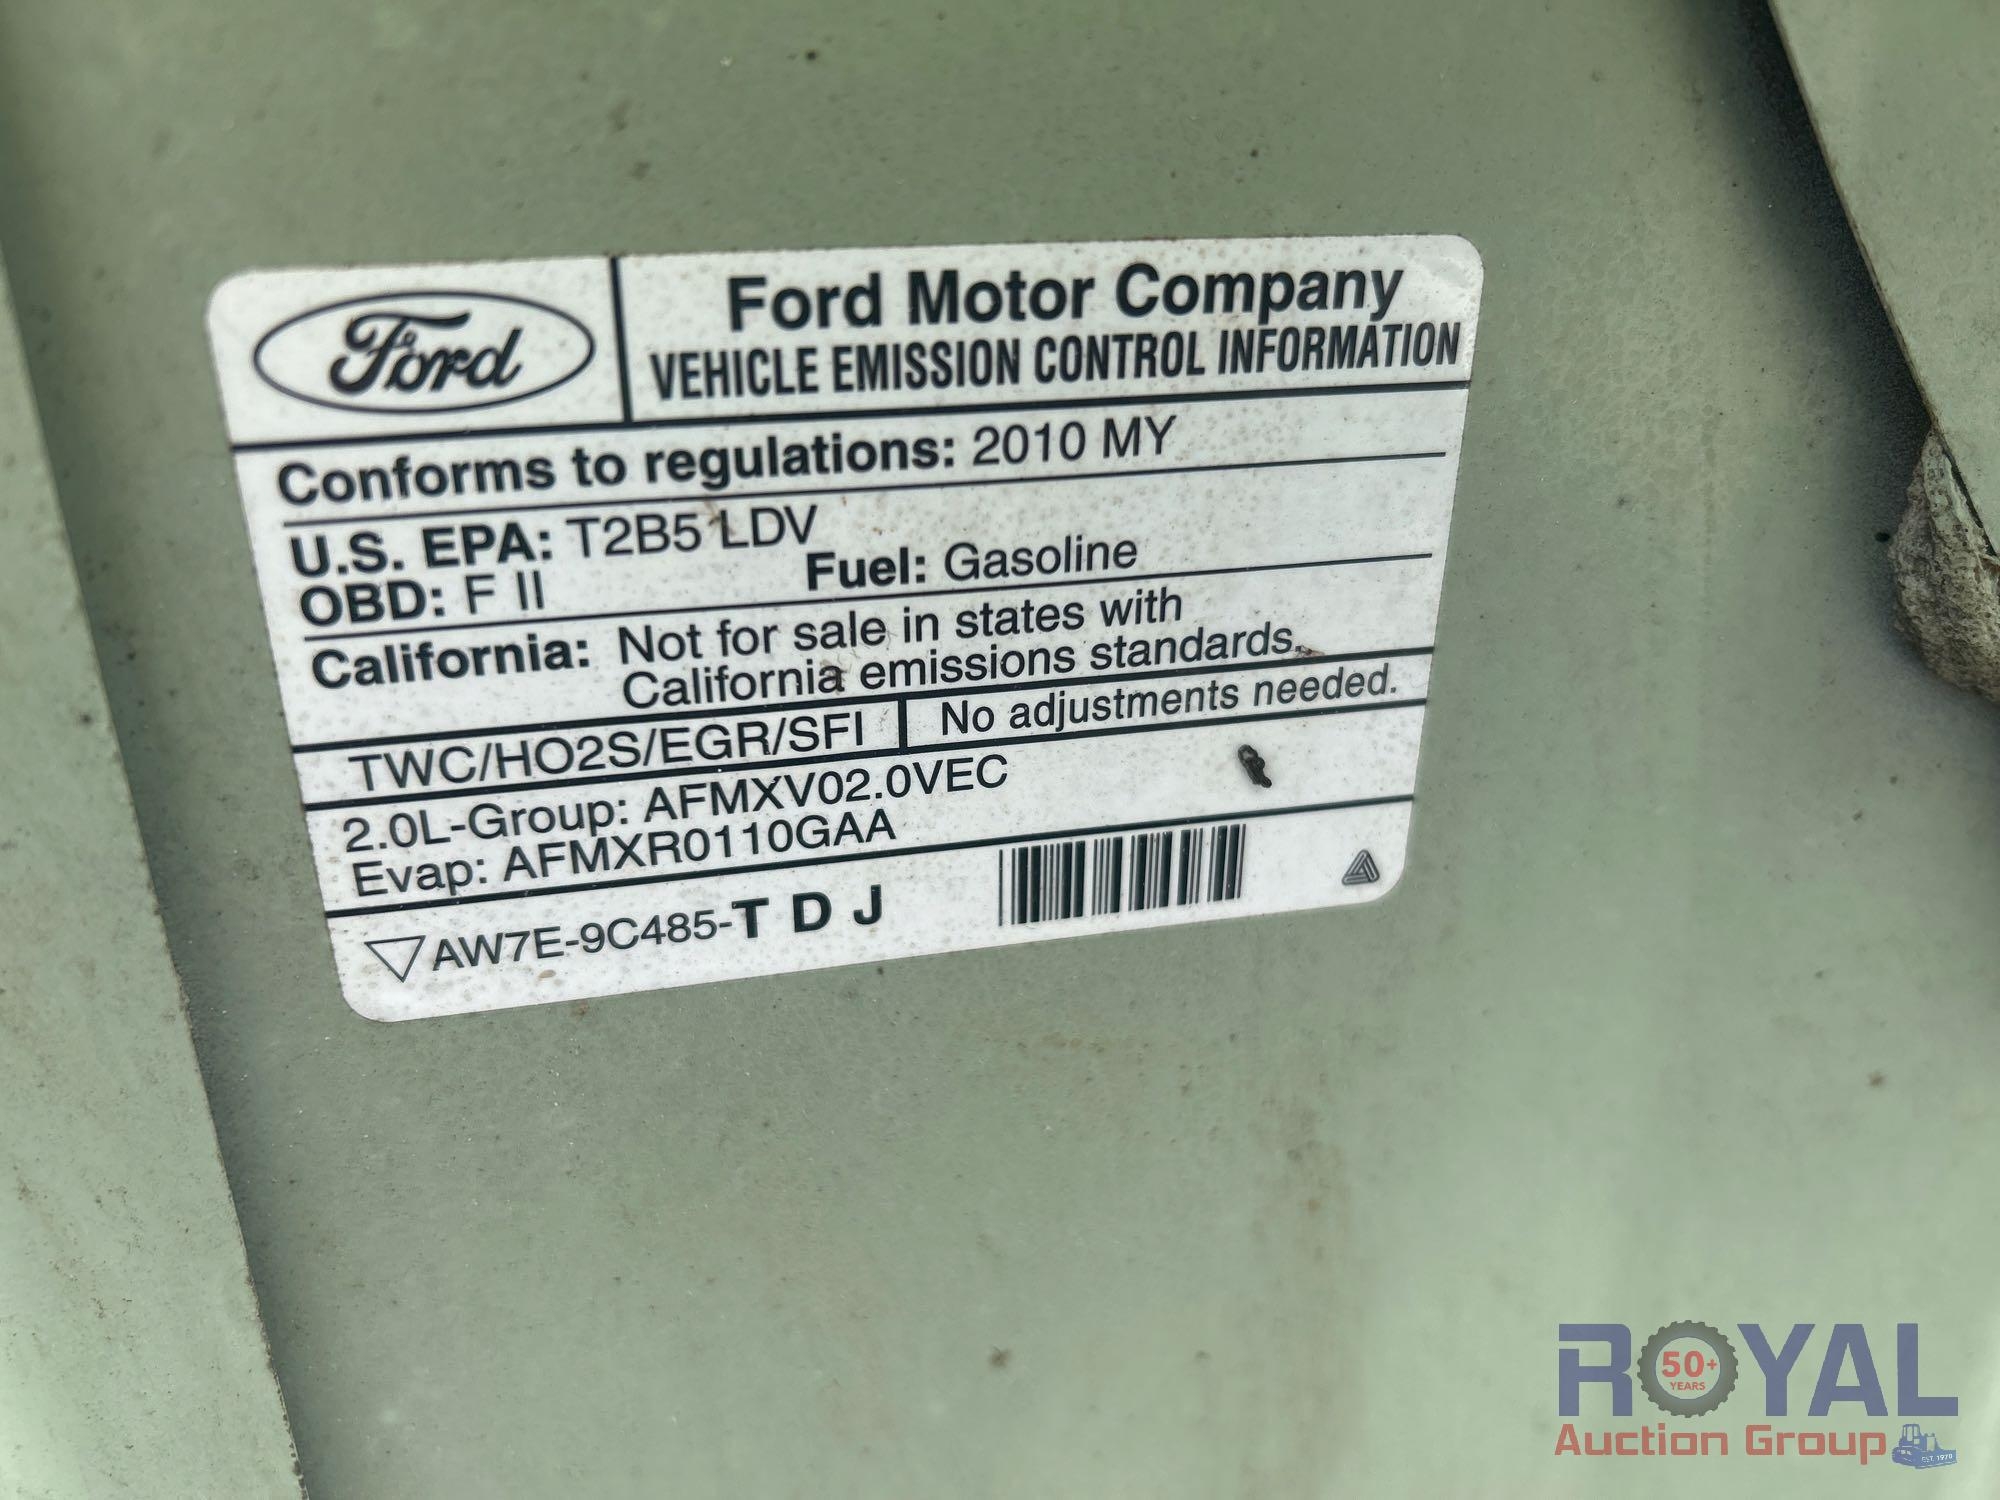 Ford
Ford Motor Company
VEHICLE EMISSION CONTROL INFORMATION
Conforms to regulations: 2010 MY
U.S. EPA: T2B5 LDV
OBD: F II Fuel: Gasoline
California: Not for sale in states with
California emissions standards.
TWC/HO2S/EGR/SFI No adjustments needed.
2.0L-Group: AFMXV02.0VEC
Evap: AFMXR0110GAA
AW7E-9C485-T D J
ROYAL
50+
YEARS
Auction Group
EST. 1970